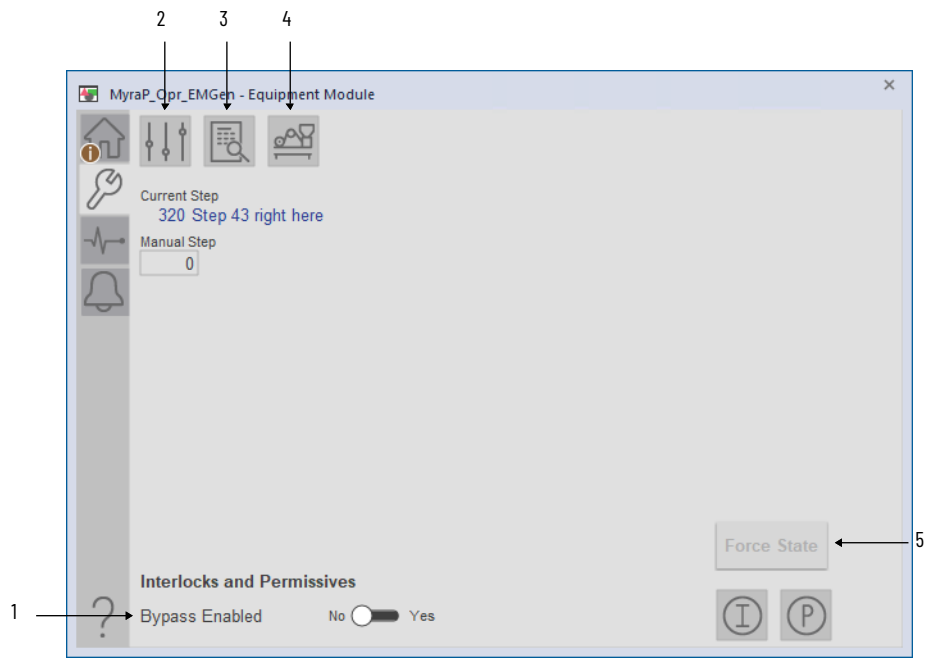 2 3 4
MyraP_Opr_EMGen - Equipment Module
i
Current Step
320 Step 43 right here
Manual Step
0
Force State
5
Interlocks and Permissives
1
Bypass Enabled No Yes
I P
?